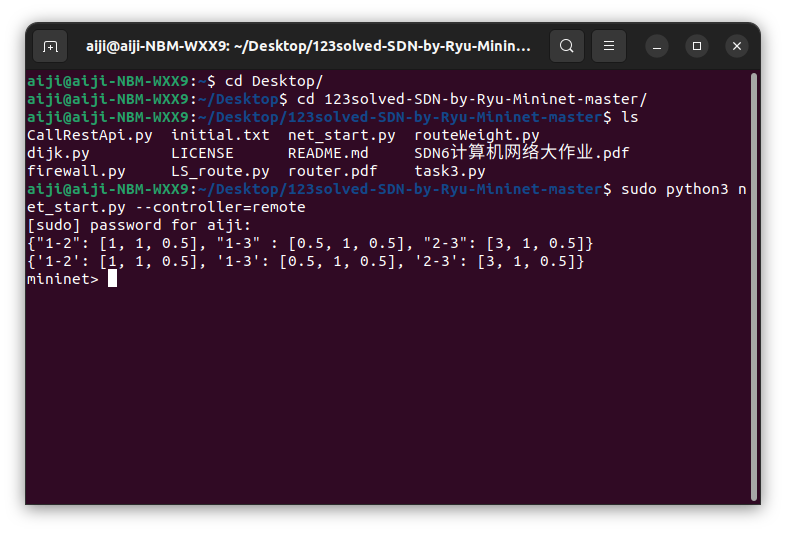 aiji@aiji-NBM-WXX9: ~/Desktop/123solved-SDN-by-Ryu-Minin...
aiji@aiji-NBM-WXX9:~$ cd Desktop/
aiji@aiji-NBM-WXX9:~/Desktop$ cd 123solved-SDN-by-Ryu-Mininet-master/
aiji@aiji-NBM-WXX9:~/Desktop/123solved-SDN-by-Ryu-Mininet-master$ ls
CallRestApi.py  initial.txt  net_start.py  routeWeight.py
dijk.py         LICENSE      README.md     SDN6计算机网络大作业.pdf
firewall.py     LS_route.py  router.pdf    task3.py
aiji@aiji-NBM-WXX9:~/Desktop/123solved-SDN-by-Ryu-Mininet-master$ sudo python3 n
et_start.py --controller=remote
[sudo] password for aiji:
{"1-2": [1, 1, 0.5], "1-3" : [0.5, 1, 0.5], "2-3": [3, 1, 0.5]}
{'1-2': [1, 1, 0.5], '1-3': [0.5, 1, 0.5], '2-3': [3, 1, 0.5]}
mininet>